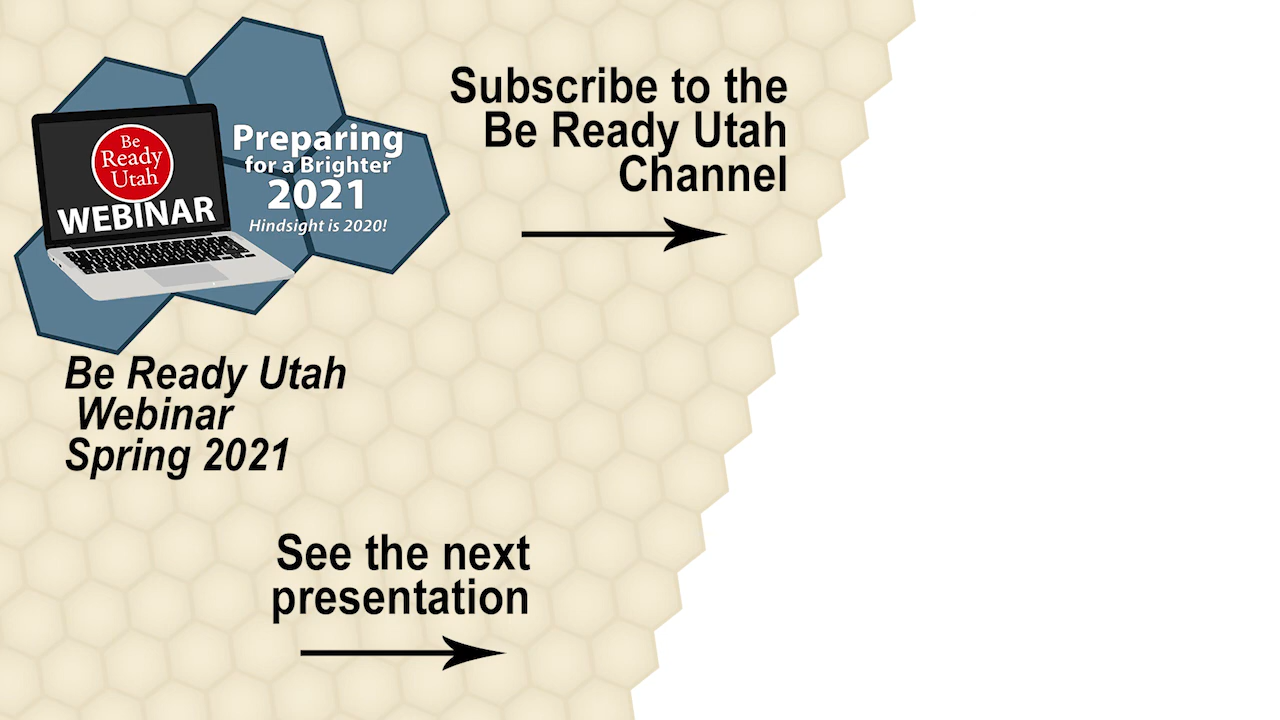 Be
Ready
Utah
WEBINAR
Preparing
for a Brighter
2021
Hindsight is 2020!
Subscribe to the
Be Ready Utah
Channel
Be Ready Utah
Webinar
Spring 2021
See the next
presentation